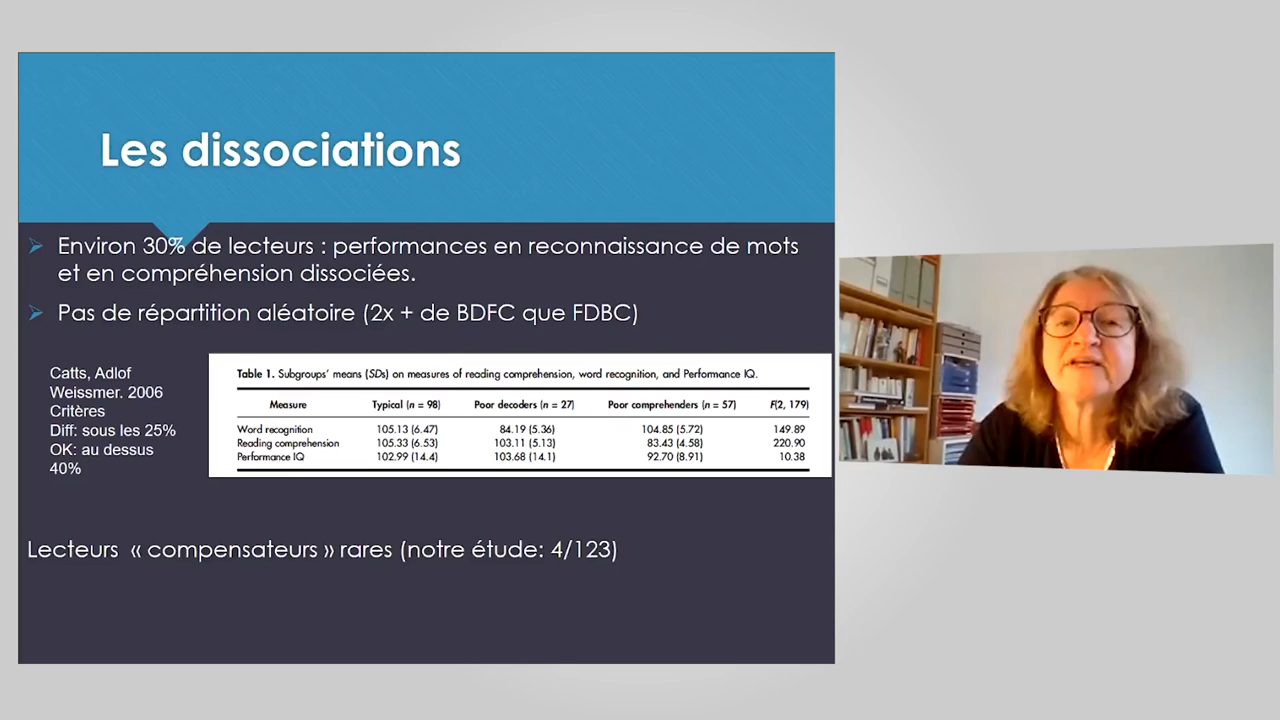 Les dissociations
Environ 30% de lecteurs : performances en reconnaissance de mots
et en compréhension dissociées.
Pas de répartition aléatoire (2x + de BDFC que FDBC)
Catts, Adlof
Weissmer. 2006
Critères
Diff: sous les 25%
OK: au dessus
40%
Table 1. Subgroups' means (SDs) on measures of reading comprehension, word recognition, and Performance IQ.
Measure Typical (n = 98) Poor decoders (n = 27) Poor comprehenders (n = 57) F(2, 179)
Word recognition 105.13 (6.47) 84.19 (5.36) 104.85 (5.72) 149.89
Reading comprehension 105.33 (6.53) 103.11 (5.13) 83.43 (4.58) 220.90
Performance IQ 102.99 (14.4) 103.68 (14.1) 92.70 (8.91) 10.38
Lecteurs « compensateurs » rares (notre étude: 4/123)